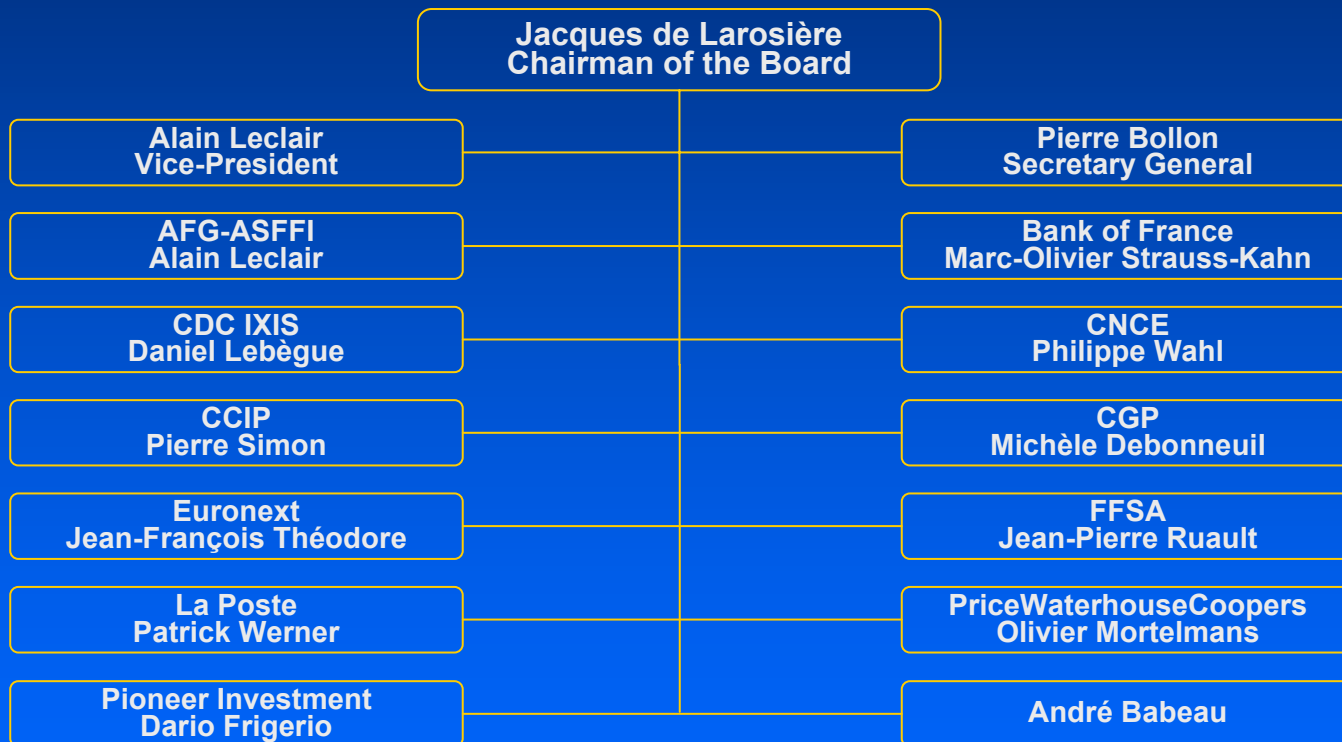 Jacques de Larosière
Chairman of the Board
Alain Leclair
Vice-President
Pierre Bollon
Secretary General
AFG-ASFFI
Alain Leclair
Bank of France
Marc-Olivier Strauss-Kahn
CDC IXIS
Daniel Lebègue
CNCE
Philippe Wahl
CCIP
Pierre Simon
CGP
Michèle Debonneuil
Euronext
Jean-François Théodore
FFSA
Jean-Pierre Ruault
La Poste
Patrick Werner
PriceWaterhouseCoopers
Olivier Mortelmans
Pioneer Investment
Dario Frigerio
André Babeau